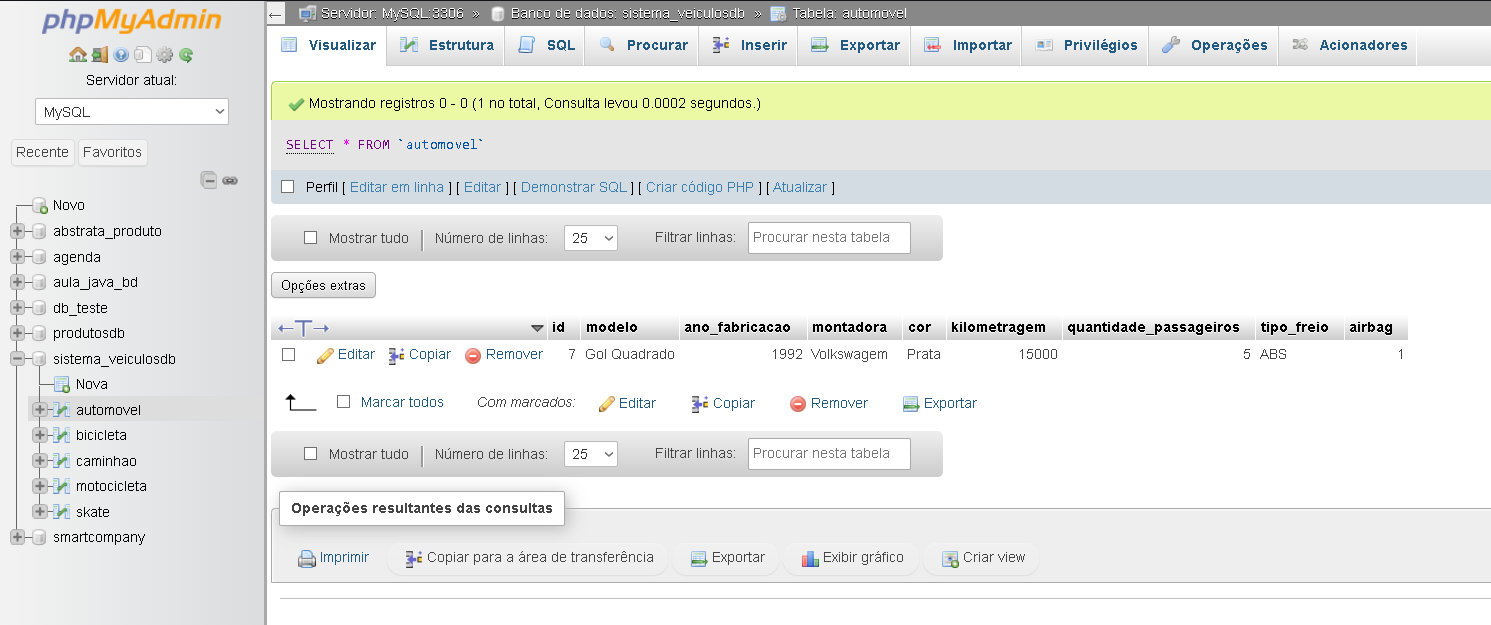 phpMyAdmin
Servidor atual:
MySQL
Recente Favoritos
Novo
abstrata_produto
agenda
aula_java_bd
db_teste
produtosdb
sistema_veiculosdb
Nova
automovel
bicicleta
caminhao
motocicleta
skate
smartcompany
Servidor: MySQL:3306 » Banco de dados: sistema_veiculosdb » Tabela: automovel
Visualizar Estrutura SQL Procurar Inserir Exportar Importar Privilégios Operações Acionadores
Mostrando registros 0 - 0 (1 no total, Consulta levou 0.0002 segundos.)
SELECT * FROM `automovel`
Perfil [ Editar em linha ] [ Editar ] [ Demonstrar SQL ] [ Criar código PHP ] [ Atualizar ]
Mostrar tudo | Número de linhas: 25 Filtrar linhas: Procurar nesta tabela
Opções extras
←T→ id modelo ano_fabricacao montadora cor kilometragem quantidade_passageiros tipo_freio airbag
Editar Copiar Remover 7 Gol Quadrado 1992 Volkswagem Prata 15000 5 ABS 1
Marcar todos Com marcados: Editar Copiar Remover Exportar
Mostrar tudo | Número de linhas: 25 Filtrar linhas: Procurar nesta tabela
Operações resultantes das consultas
Imprimir Copiar para a área de transferência Exportar Exibir gráfico Criar view